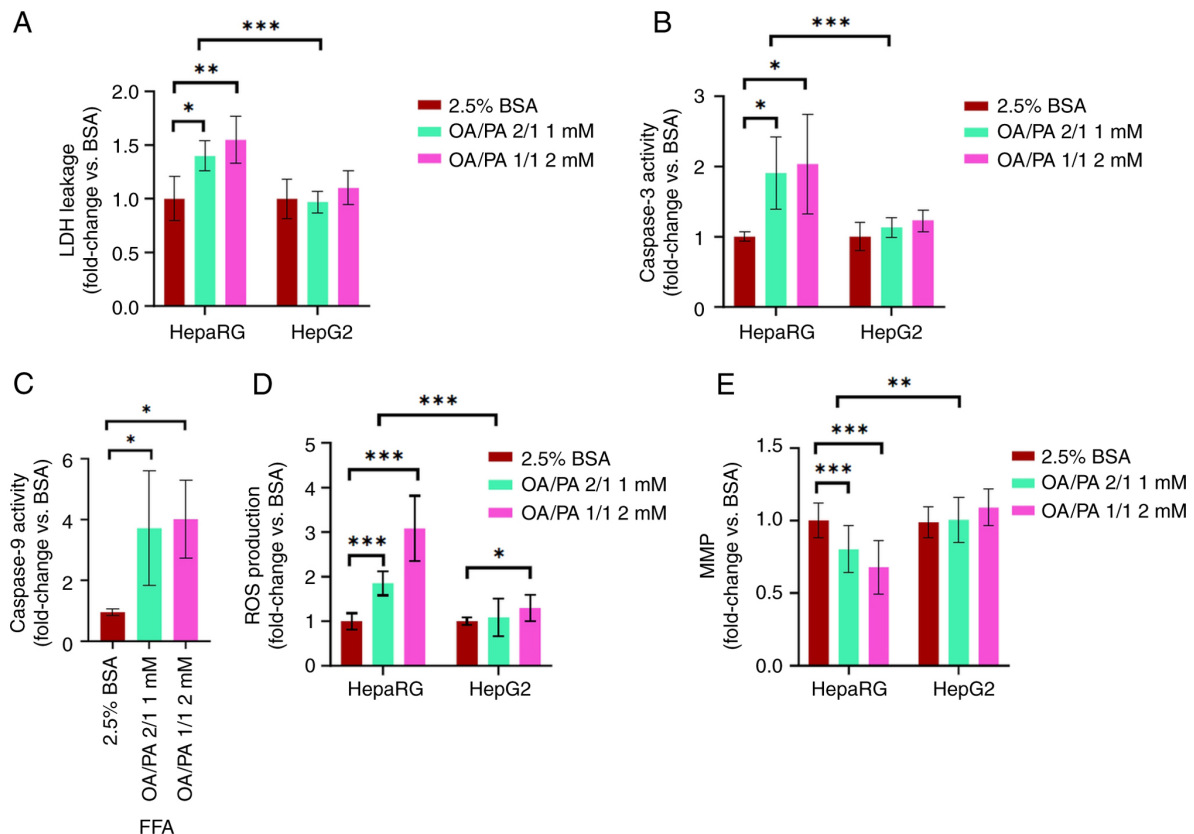 A
***
**
*
2.0
1.5
1.0
0.5
0.0
LDH leakage
(fold-change vs. BSA)
HepaRG
HepG2
2.5% BSA
OA/PA 2/1 1 mM
OA/PA 1/1 2 mM
B
***
*
*
3
2
1
0
Caspase-3 activity
(fold-change vs. BSA)
HepaRG
HepG2
2.5% BSA
OA/PA 2/1 1 mM
OA/PA 1/1 2 mM
C
*
*
6
4
2
0
Caspase-9 activity
(fold-change vs. BSA)
2.5% BSA
OA/PA 2/1 1 mM
OA/PA 1/1 2 mM
FFA
D
***
***
***
*
5
4
3
2
1
0
ROS production
(fold-change vs. BSA)
HepaRG
HepG2
2.5% BSA
OA/PA 2/1 1 mM
OA/PA 1/1 2 mM
E
**
***
***
1.5
1.0
0.5
0.0
MMP
(fold-change vs. BSA)
HepaRG
HepG2
2.5% BSA
OA/PA 2/1 1 mM
OA/PA 1/1 2 mM